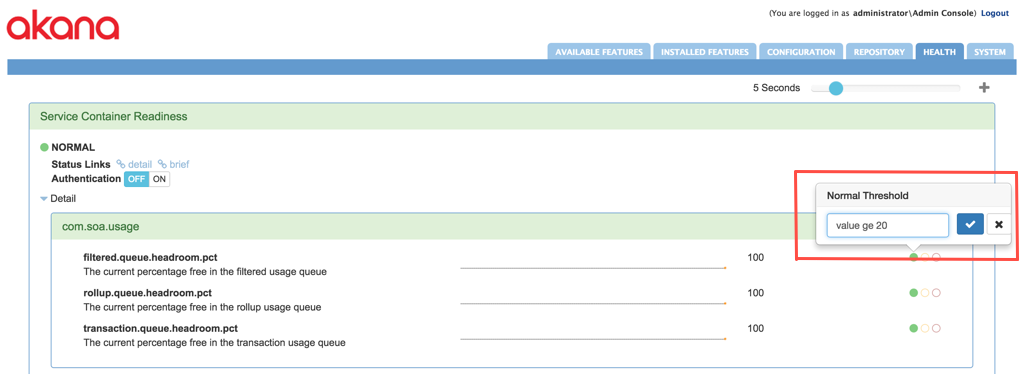 (You are logged in as administrator\Admin Console) Logout
akana
AVAILABLE FEATURES INSTALLED FEATURES CONFIGURATION REPOSITORY HEALTH SYSTEM
5 Seconds
Service Container Readiness
NORMAL
Status Links detail brief
Authentication OFF ON
Detail
Normal Threshold
value ge 20
com.soa.usage
filtered.queue.headroom.pct 100
The current percentage free in the filtered usage queue
rollup.queue.headroom.pct 100
The current percentage free in the rollup usage queue
transaction.queue.headroom.pct 100
The current percentage free in the transaction usage queue